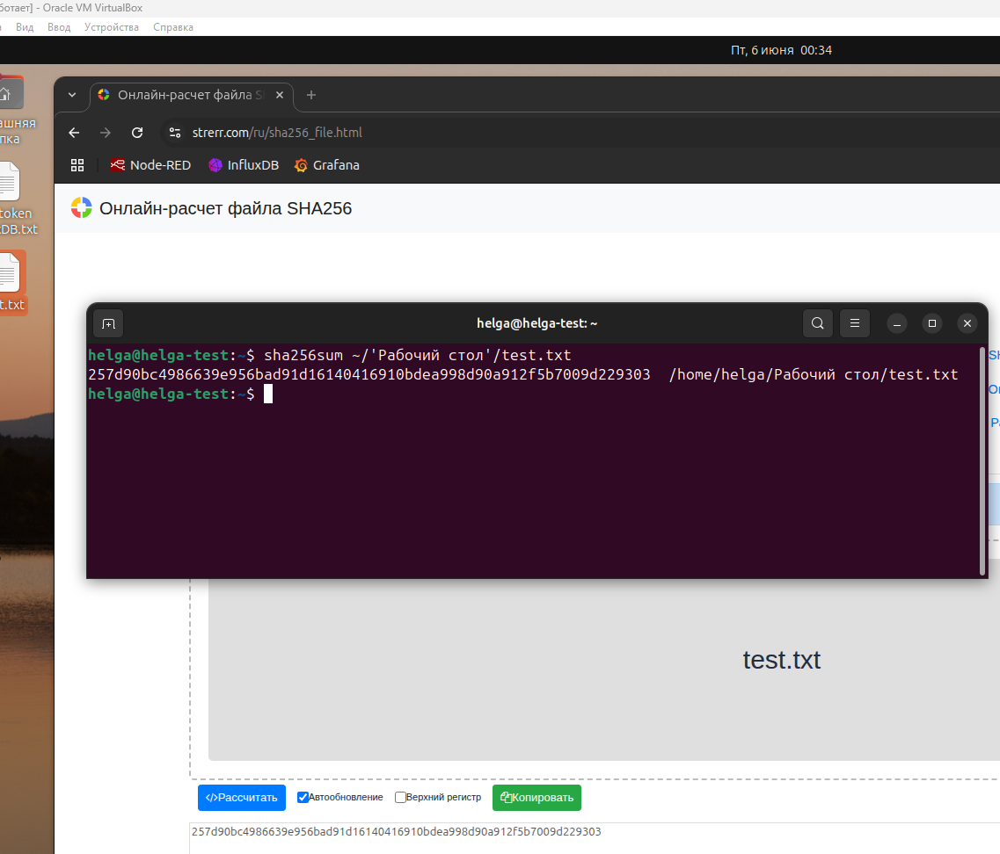 ботает] - Oracle VM VirtualBox
Вид Ввод Устройства Справка
Пт, 6 июня 00:34
Онлайн-расчет файла S
strerr.com/ru/sha256_file.html
Node-RED InfluxDB Grafana
Онлайн-расчет файла SHA256
ашняя
пка
token
DB.txt
t.txt
helga@helga-test: ~
helga@helga-test:~$ sha256sum ~/'Рабочий стол'/test.txt
257d90bc4986639e956bad91d16140416910bdea998d90a912f5b7009d229303  /home/helga/Рабочий стол/test.txt
helga@helga-test:~$
test.txt
</>Рассчитать Автообновление Верхний регистр Копировать
257d90bc4986639e956bad91d16140416910bdea998d90a912f5b7009d229303